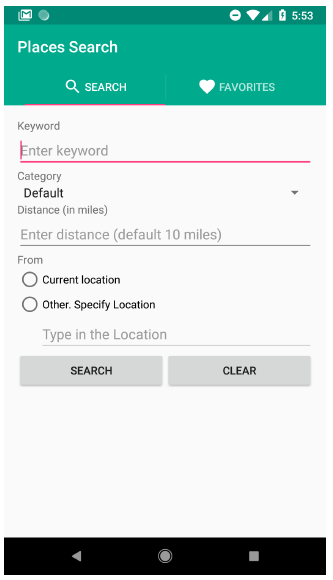 5:53
Places Search
SEARCH
FAVORITES
Keyword
Enter keyword
Category
Default
Distance (in miles)
Enter distance (default 10 miles)
From
Current location
Other. Specify Location
Type in the Location
SEARCH
CLEAR